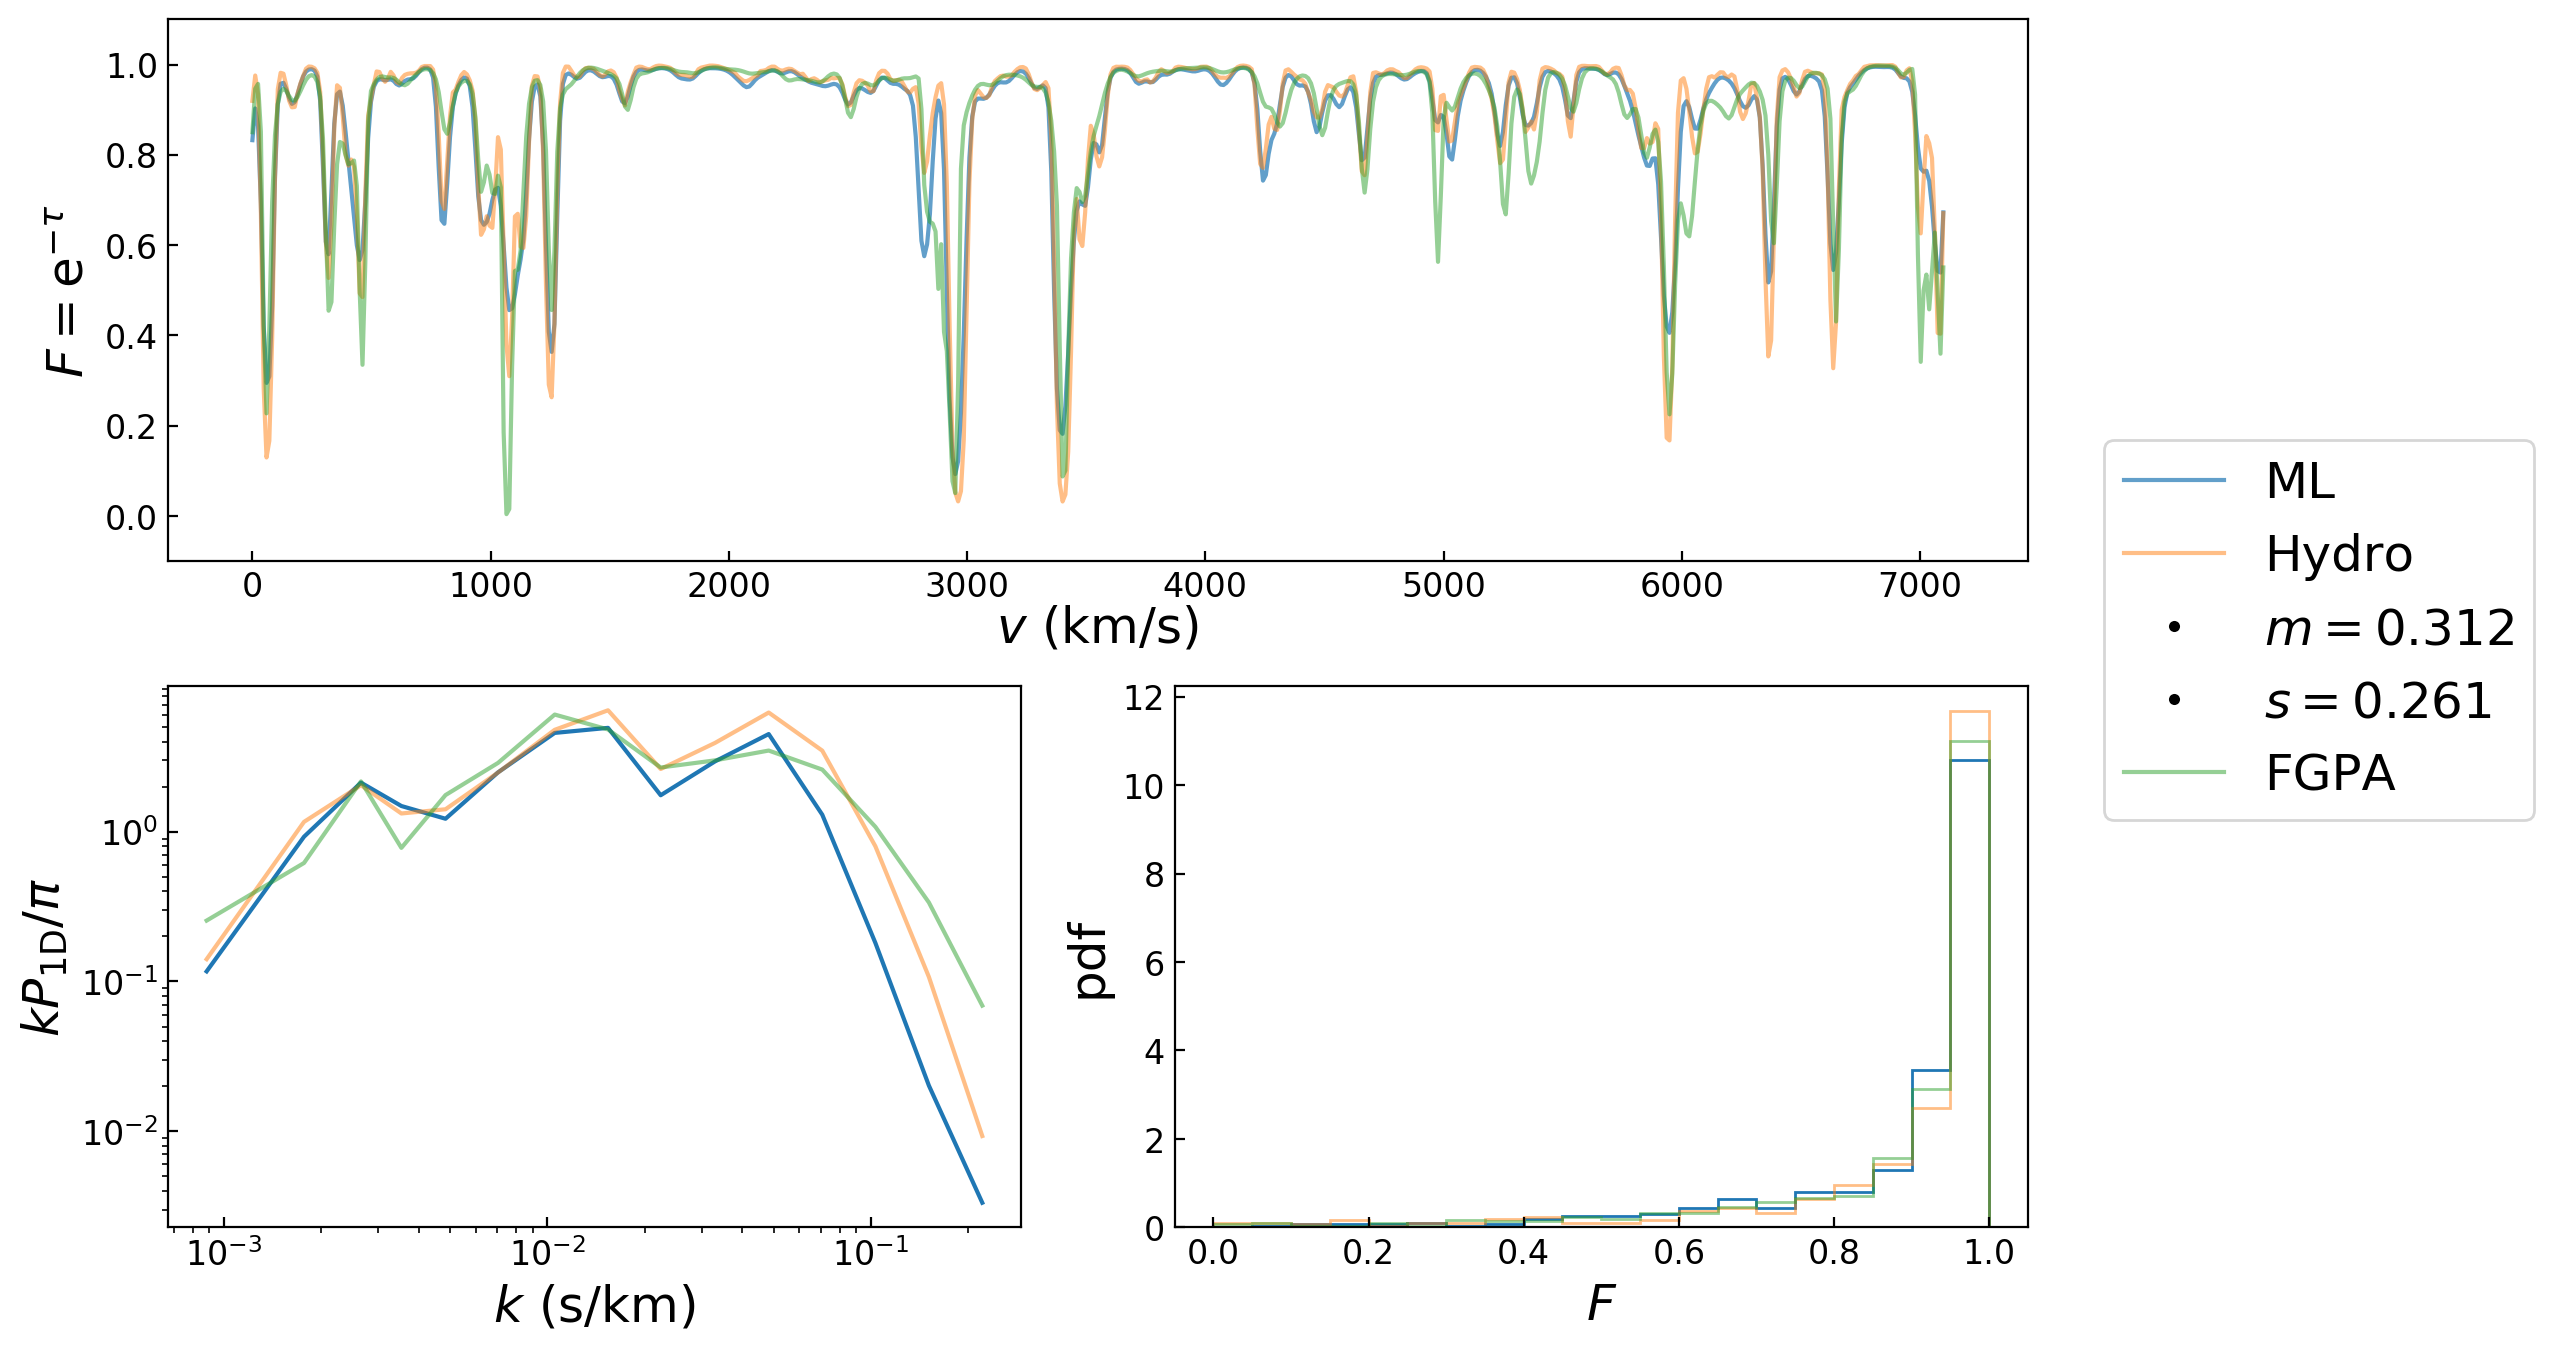 1.0
0.8
0.6
0.4
0.2
0.0
F = e^{−τ}
0 1000 2000 3000 4000 5000 6000 7000
v (km/s)
ML
Hydro
m = 0.312
s = 0.261
FGPA
10^0
10^{−1}
10^{−2}
kP_{1D}/π
10^{−3} 10^{−2} 10^{−1}
k (s/km)
12
10
8
6
4
2
0
pdf
0.0 0.2 0.4 0.6 0.8 1.0
F